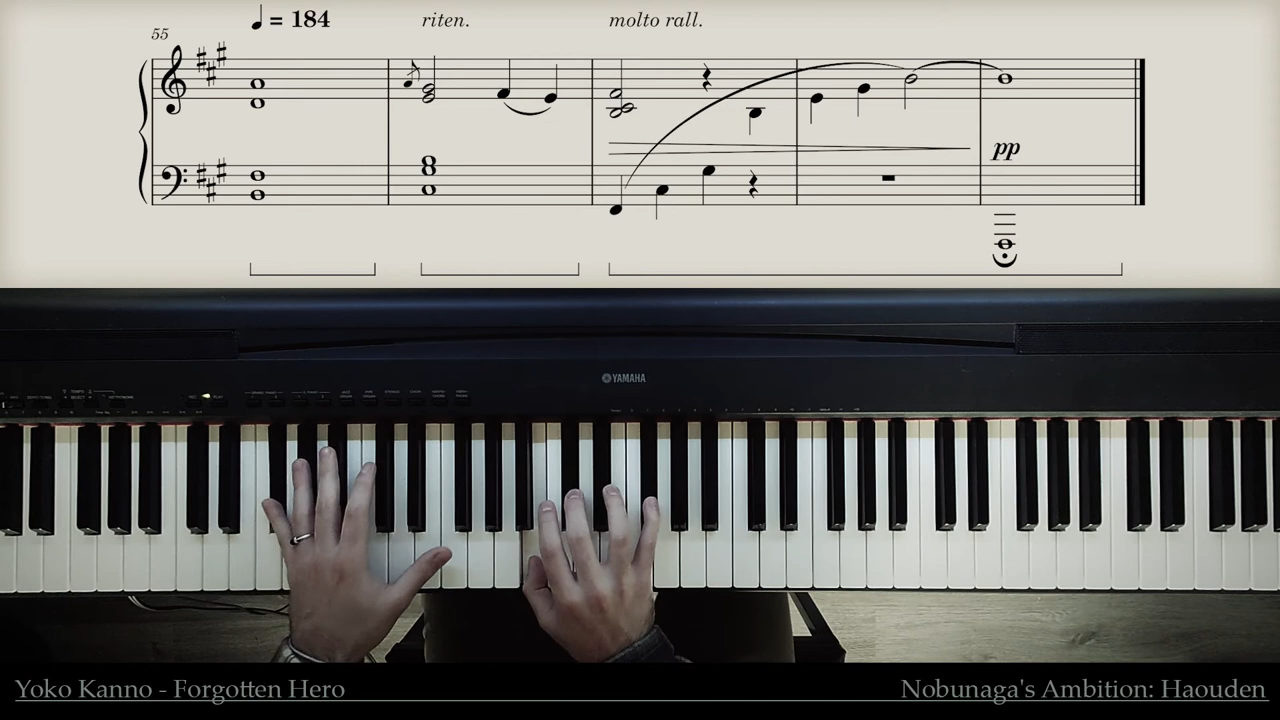 ♩ = 184
riten.
molto rall.
55
pp
YAMAHA
Yoko Kanno - Forgotten Hero
Nobunaga's Ambition: Haouden